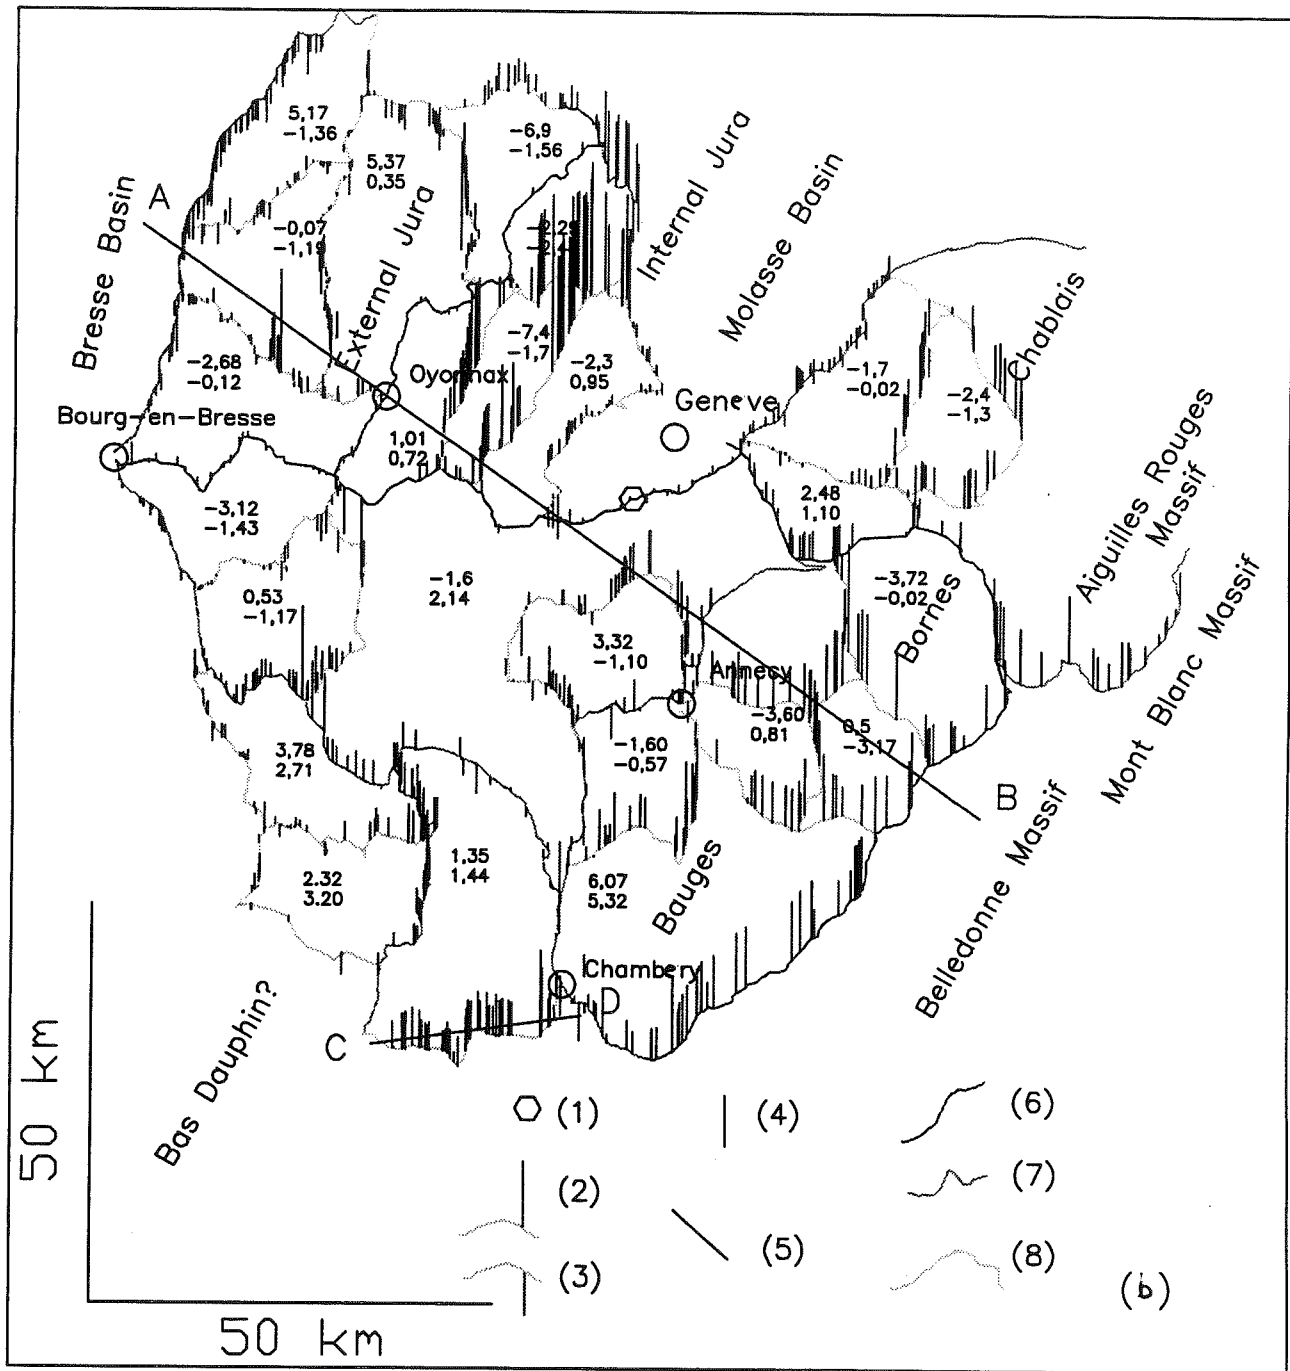 5,17
-1,36
5,37
0,35
-6,9
-1,56
A
-0,07
-1,19
Bresse Basin
External Jura
Internal Jura
Molasse Basin
Chablais
-7,4
-1,7
-2,3
0,95
-2,68
-0,12
Oyonnax
Bourg-en-Bresse
Geneve
-1,7
-0,02
-2,4
-1,3
1,01
0,72
2,48
1,10
-3,12
-1,43
Aiguilles Rouges
Massif
0,53
-1,17
-1,6
2,14
-3,72
-0,02
Bornes
3,32
-1,10
Annecy
Mont Blanc Massif
-3,60
0,81
0,5
-3,17
-1,60
-0,57
3,78
2,71
B
1,35
1,44
2.32
3.20
6,07
5,32
Bauges
Belledonne Massif
Chambery
D
C
Bas Dauphin?
50 km
50 km
(1)
(2)
(3)
(4)
(5)
(6)
(7)
(8)
(b)